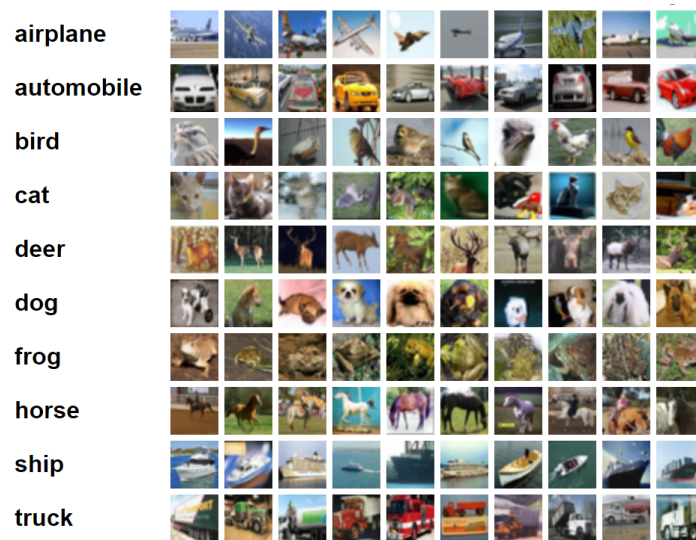 airplane
automobile
bird
cat
deer
dog
frog
horse
ship
truck